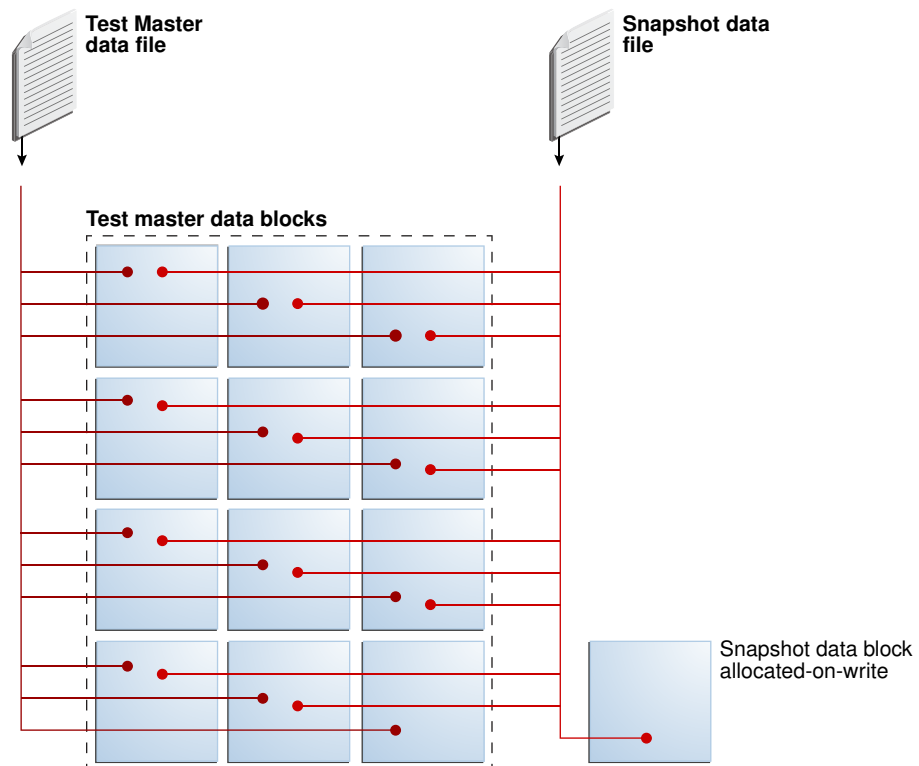 Test Master
data file
Snapshot data
file
Test master data blocks
Snapshot data block
allocated-on-write